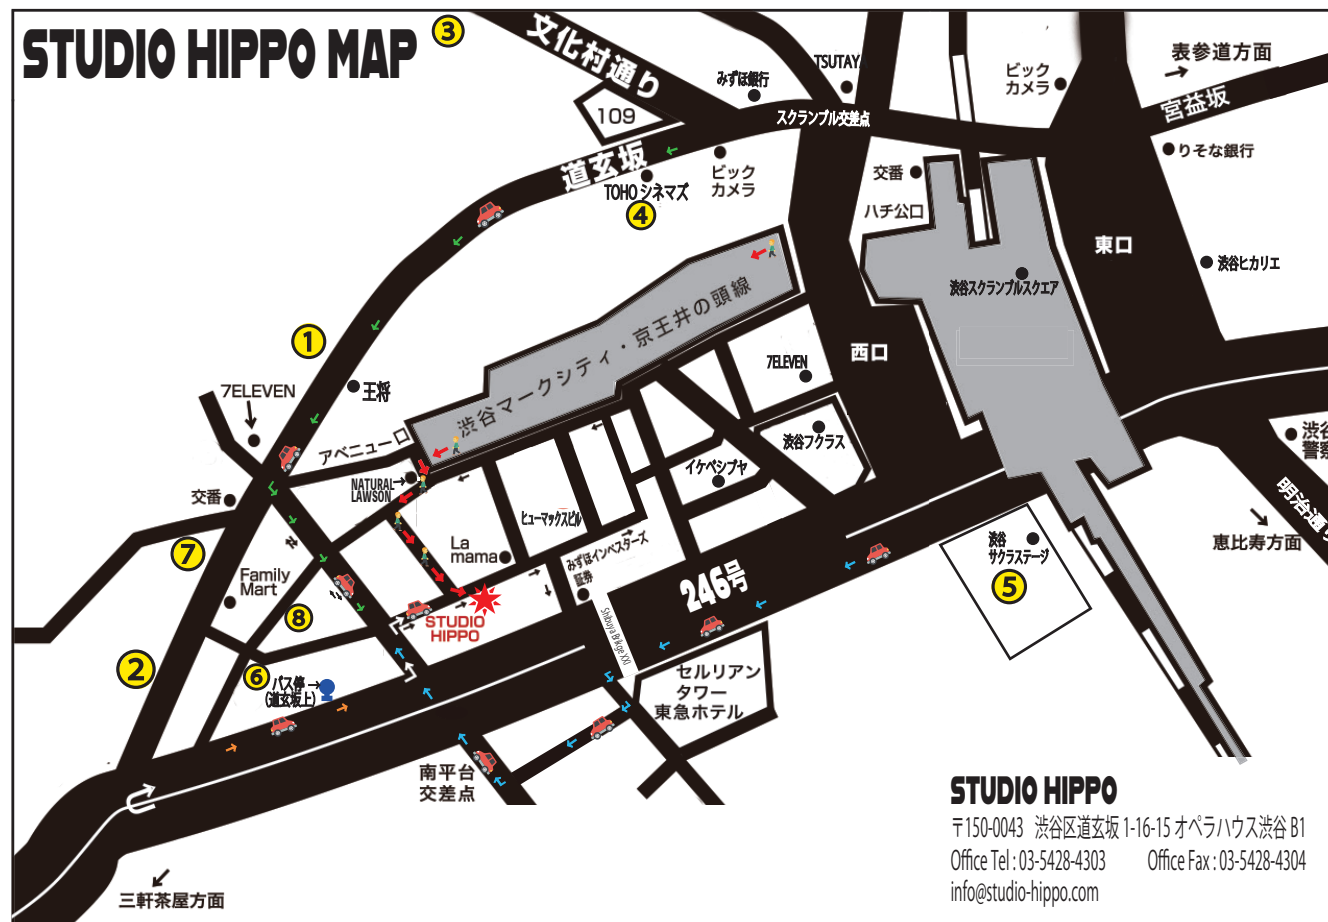 STUDIO HIPPO MAP
③
文化村通り
109
みずほ銀行
TSUTAY
スクランブル交差点
ビック
カメラ
表参道方面
宮益坂
りそな銀行
道玄坂
TOHOシネマズ
④
ビック
カメラ
交番
ハチ公口
東口
渋谷ヒカリエ
渋谷スクランブルスクエア
渋谷マークシティ・京王井の頭線
西口
①
王将
7ELEVEN
アベニュー口
7ELEVEN
渋谷フクラス
イケベシブヤ
渋谷
警察
明治通り
恵比寿方面
交番
NATURAL
LAWSON
ヒューマックスビル
La
mama
みずほインベスターズ
証券
246号
渋谷
サクラステージ
⑤
⑦
Family
Mart
⑧
STUDIO
HIPPO
Shibuya Brikge XXI
②
⑥
バス停
(道玄坂上)
セルリアン
タワー
東急ホテル
南平台
交差点
三軒茶屋方面
STUDIO HIPPO
〒150-0043 渋谷区道玄坂 1-16-15 オペラハウス渋谷 B1
Office Tel : 03-5428-4303 Office Fax : 03-5428-4304
info@studio-hippo.com